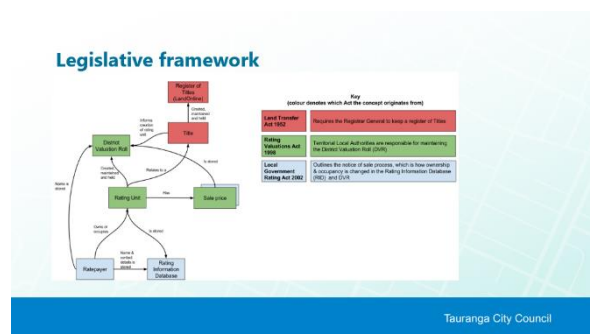 Legislative framework
Register of
Titles
(LandOnline)
Created,
maintained
and held
Informs
creation
of rating
unit
Title
District
Valuation Roll
Created,
maintained
and held
Relates to a
Is stored
Name is
stored
Rating Unit
Has
Sale price
Owns or
occupies
Is stored
Ratepayer
Name &
contact
details is
stored
Rating
Information
Database
Key
(colour denotes which Act the concept originates from)
Land Transfer
Act 1952
Requires the Registrar General to keep a register of Titles
Rating
Valuations Act
1998
Territorial Local Authorities are responsible for maintaining
the District Valuation Roll (DVR)
Local
Government
Rating Act 2002
Outlines the notice of sale process, which is how ownership
& occupancy is changed in the Rating Information Database
(RID) and DVR
Tauranga City Council